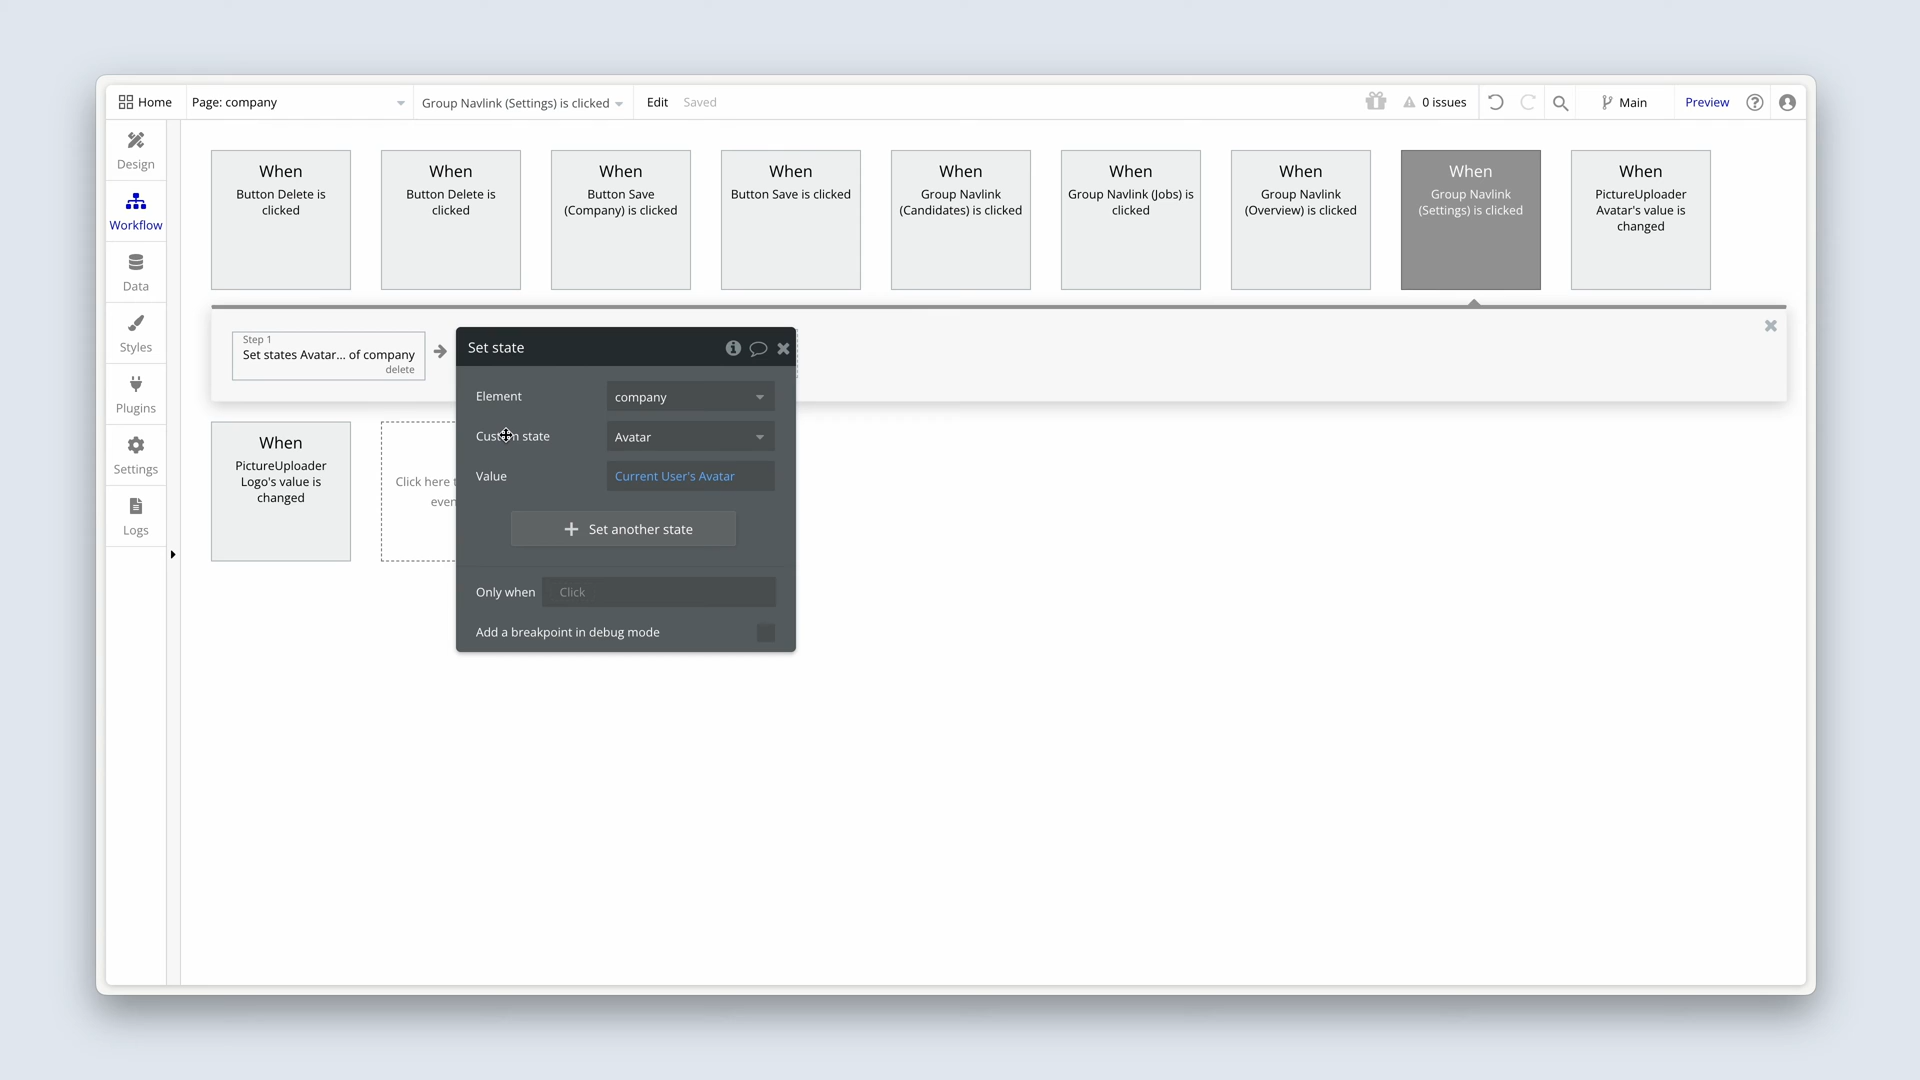 Home
Page: company
Group Navlink (Settings) is clicked
Edit
Saved
0 issues
Main
Preview
Design
Workflow
Data
Styles
Plugins
Settings
Logs
When
Button Delete is
clicked
When
Button Delete is
clicked
When
Button Save
(Company) is clicked
When
Button Save is clicked
When
Group Navlink
(Candidates) is clicked
When
Group Navlink (Jobs) is
clicked
When
Group Navlink
(Overview) is clicked
When
Group Navlink
(Settings) is clicked
When
PictureUploader
Avatar's value is
changed
Step 1
Set states Avatar... of company
delete
Set state
Element
company
Custom state
Avatar
Value
Current User's Avatar
Set another state
Only when
Click
Add a breakpoint in debug mode
When
PictureUploader
Logo's value is
changed
Click here